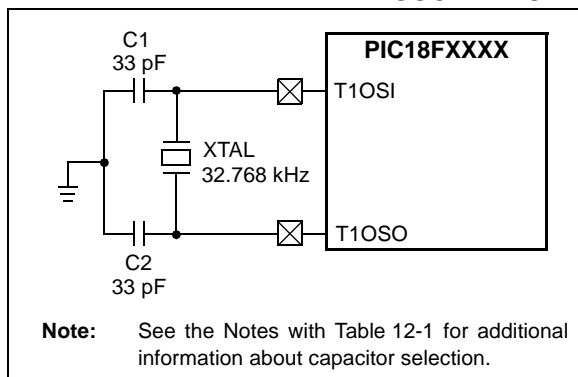 C1
33 pF
PIC18FXXXX
T1OSI
XTAL
32.768 kHz
T1OSO
C2
33 pF
Note: See the Notes with Table 12-1 for additional
information about capacitor selection.